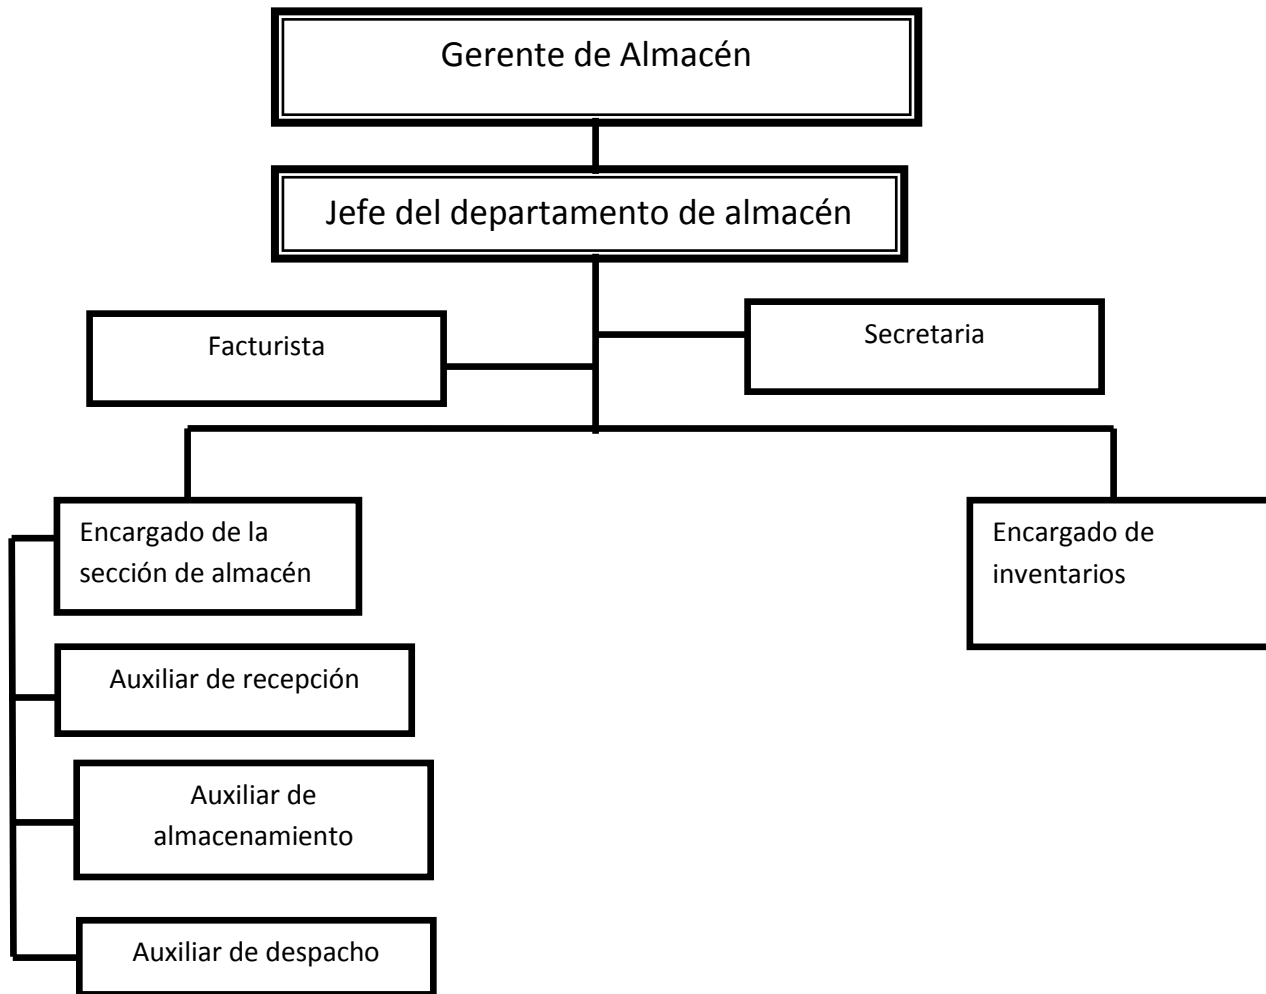 Gerente de Almacén
Jefe del departamento de almacén
Facturista
Secretaria
Encargado de la
sección de almacén
Encargado de
inventarios
Auxiliar de recepción
Auxiliar de
almacenamiento
Auxiliar de despacho